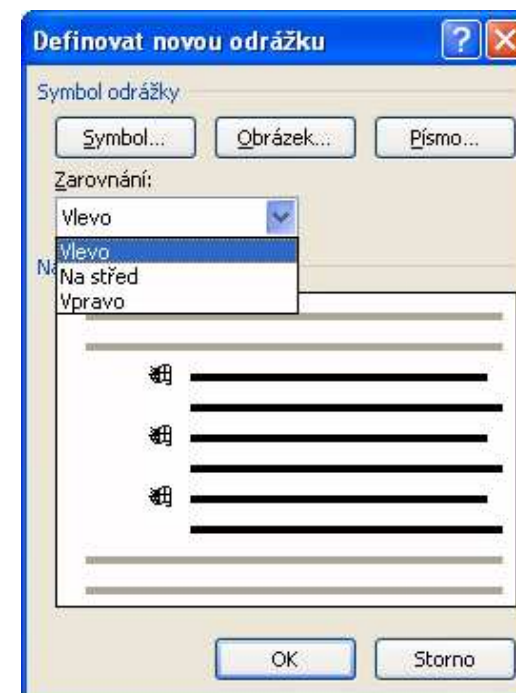 Definovat novou odrážku
Symbol odrážky
Symbol... Obrázek... Písmo...
Zarovnání:
Vlevo
Vlevo
Na střed
Vpravo
OK Storno